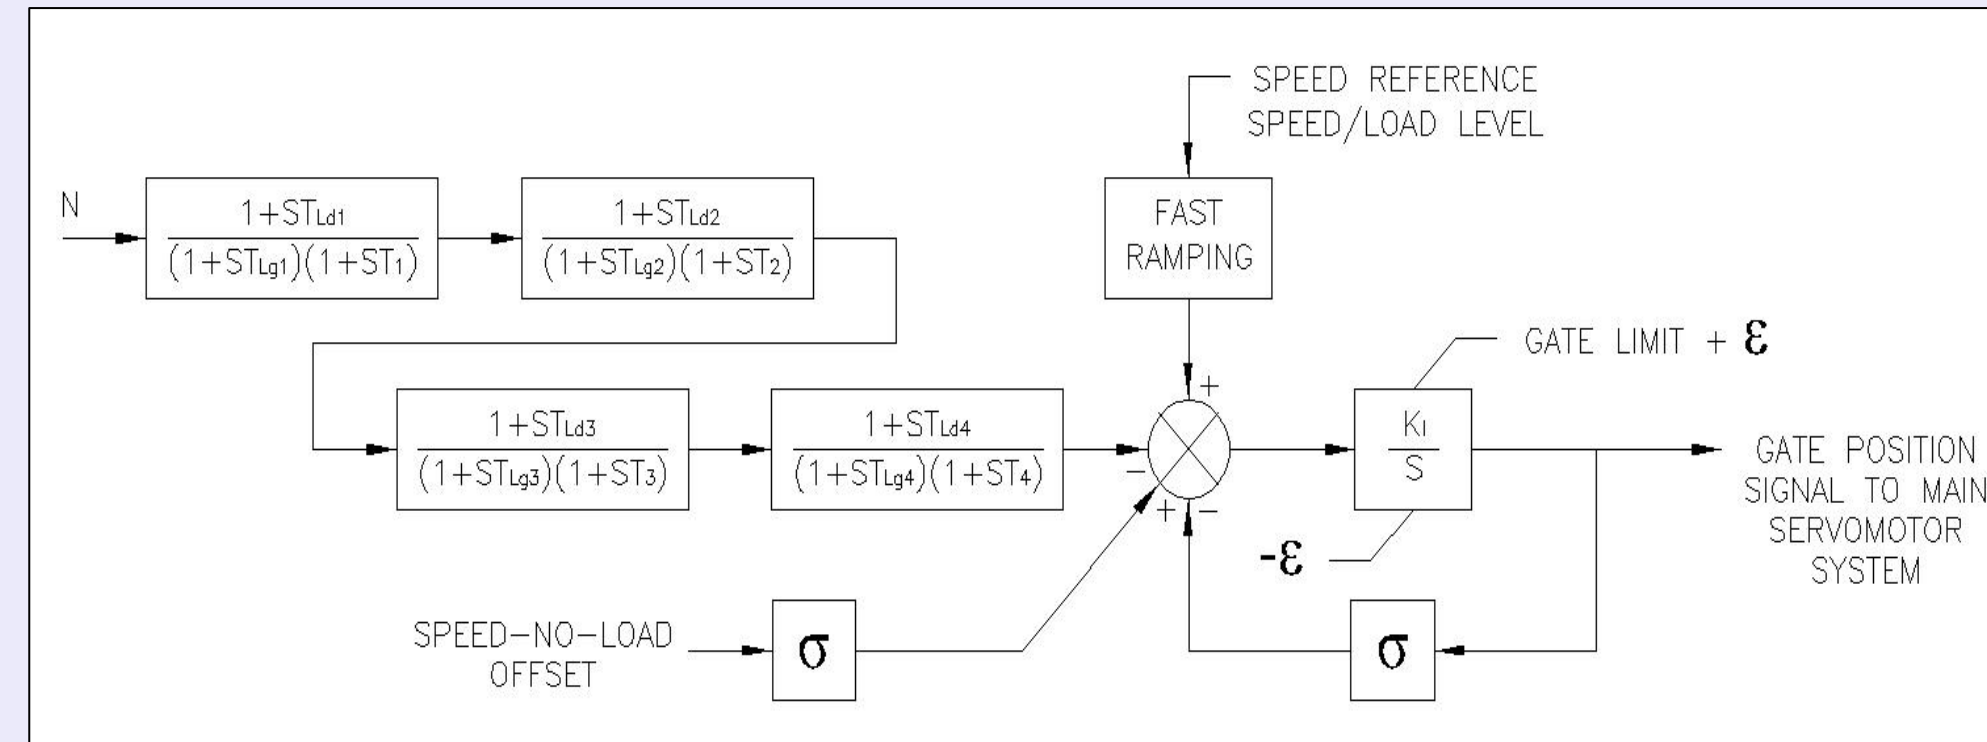 SPEED REFERENCE
SPEED/LOAD LEVEL
N
1+STLd1
(1+STLg1)(1+ST1)
1+STLd2
(1+STLg2)(1+ST2)
FAST
RAMPING
GATE LIMIT + ε
+
1+STLd3
(1+STLg3)(1+ST3)
1+STLd4
(1+STLg4)(1+ST4)
−
+
−
KI
S
GATE POSITION
SIGNAL TO MAIN
SERVOMOTOR
SYSTEM
-ε
SPEED-NO-LOAD
OFFSET
σ
σ